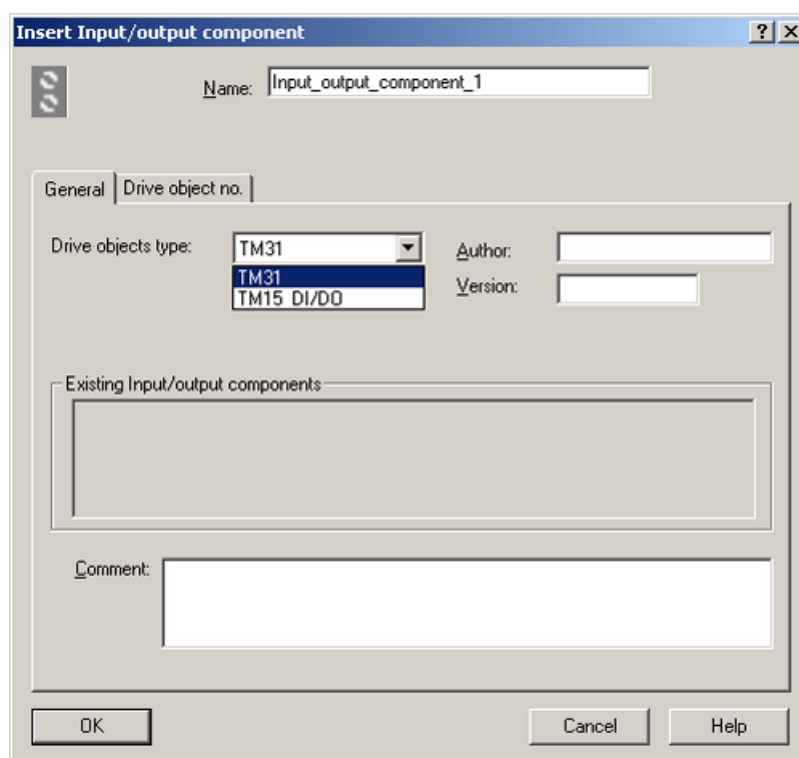 Insert Input/output component
Name: Input_output_component_1
General Drive object no.
Drive objects type: TM31 Author:
TM31
TM15 DI/DO Version:
Existing Input/output components
Comment:
OK Cancel Help